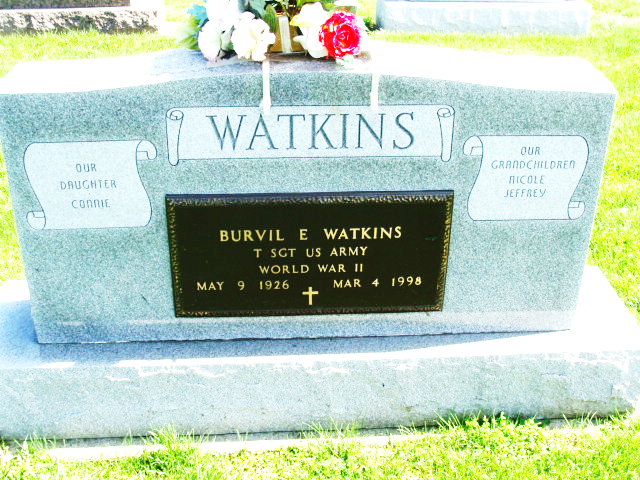 WATKINS
OUR
DAUGHTER
CONNIE
OUR
GRANDCHILDREN
NICOLE
JEFFREY
BURVIL E WATKINS
T SGT US ARMY
WORLD WAR II
MAY 9 1926 MAR 4 1998